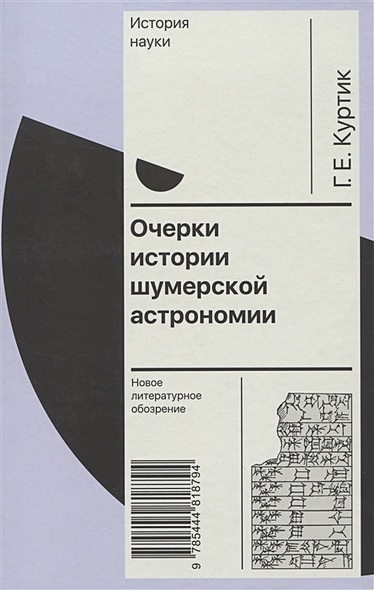 История
науки
Г. Е. Куртик
Очерки
истории
шумерской
астрономии
Новое
литературное
обозрение
9 785444 818794